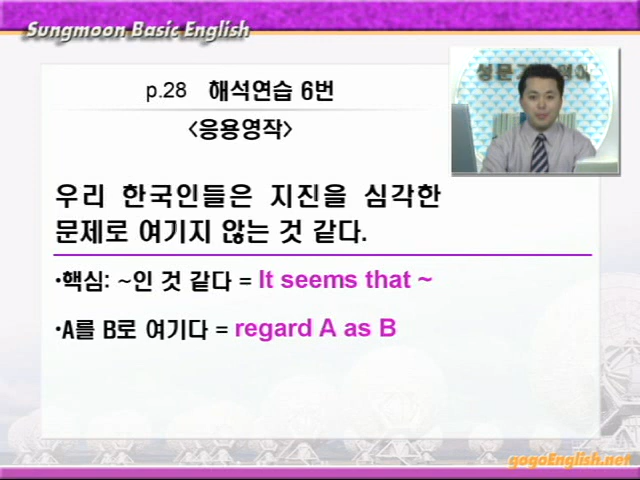 Sungmoon Basic English
p.28 해석연습 6번
<응용영작>
우리 한국인들은 지진을 심각한
문제로 여기지 않는 것 같다.
•핵심: ~인 것 같다 = It seems that ~
•A를 B로 여기다 = regard A as B
gogoEnglish.net